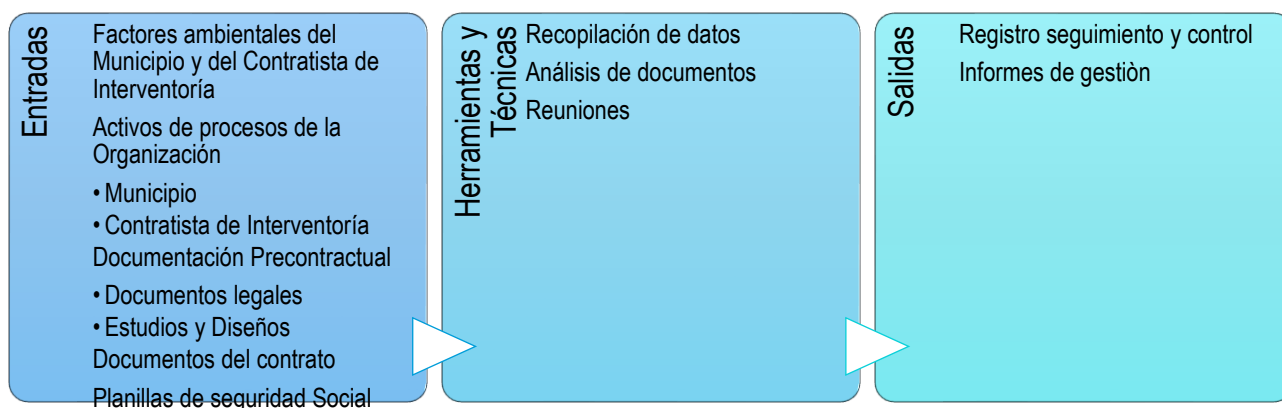 Entradas
Factores ambientales del
Municipio y del Contratista de
Interventoría
Activos de procesos de la
Organización
• Municipio
• Contratista de Interventoría
Documentación Precontractual
• Documentos legales
• Estudios y Diseños
Documentos del contrato
Planillas de seguridad Social
Herramientas y
Técnicas
Recopilación de datos
Análisis de documentos
Reuniones
Salidas
Registro seguimiento y control
Informes de gestiòn